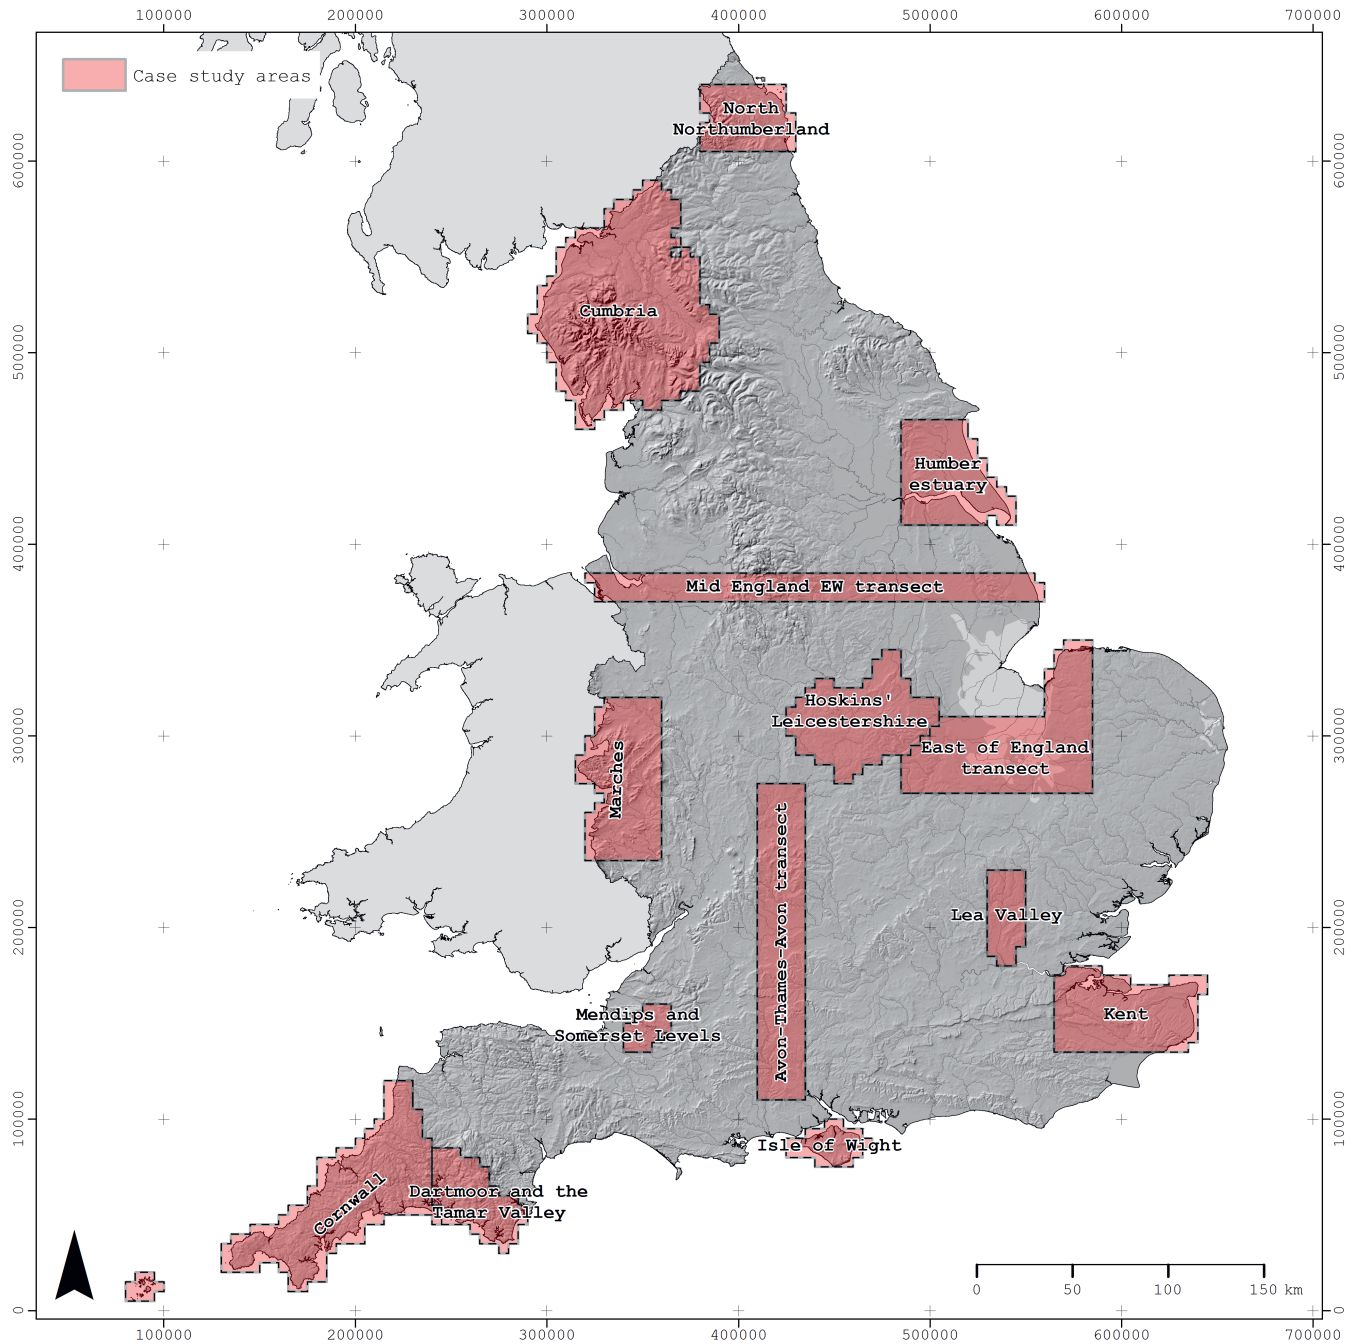 100000 200000 300000 400000 500000 600000 700000
Case study areas
North
Northumberland
600000 600000
Cumbria
500000 500000
Humber
estuary
400000 400000
Mid England EW transect
Hoskins'
Leicestershire
300000 300000
East of England
transect
Marches
Avon-Thames-Avon transect
Lea Valley
200000 200000
Mendips and
Somerset Levels
Kent
100000 100000
Isle of Wight
Cornwall
Dartmoor and the
Tamar Valley
0 50 100 150 km
0 0
100000 200000 300000 400000 500000 600000 700000